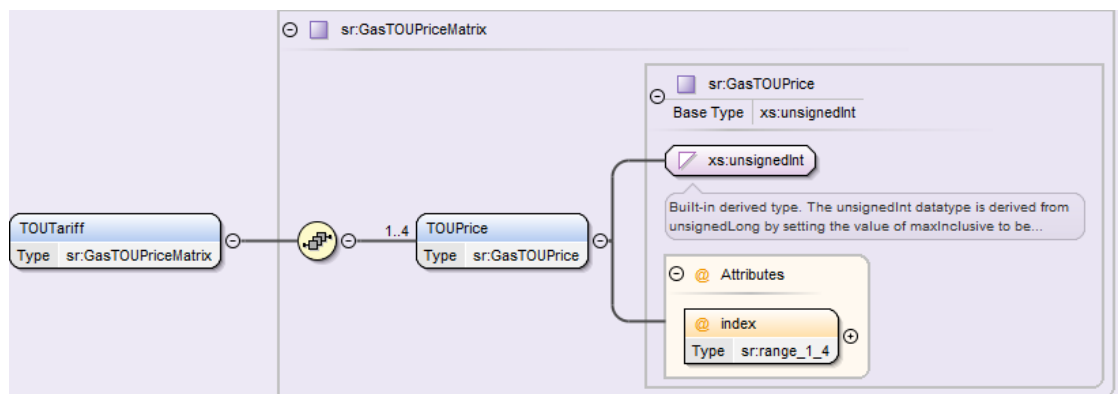 sr:GasTOUPriceMatrix
sr:GasTOUPrice
Base Type xs:unsignedInt
xs:unsignedInt
Built-in derived type. The unsignedInt datatype is derived from
unsignedLong by setting the value of maxInclusive to be...
TOUTariff
Type sr:GasTOUPriceMatrix
1..4
TOUPrice
Type sr:GasTOUPrice
@ Attributes
@ index
Type sr:range_1_4